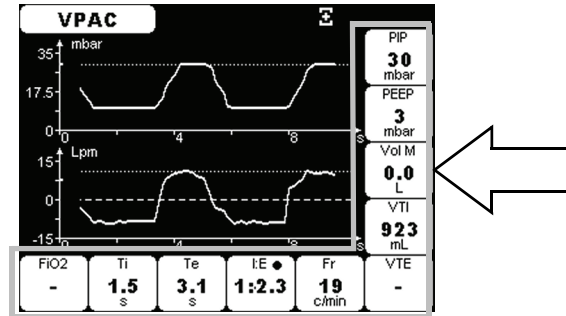 VPAC
mbar
35
17.5
0
0 4 8 s
Lpm
15
0
-15
0 4 8 s
PIP
30
mbar
PEEP
3
mbar
Vol M
0.0
L
VTI
923
mL
FiO2
-
Ti
1.5
s
Te
3.1
s
I:E ●
1:2.3
Fr
19
c/min
VTE
-